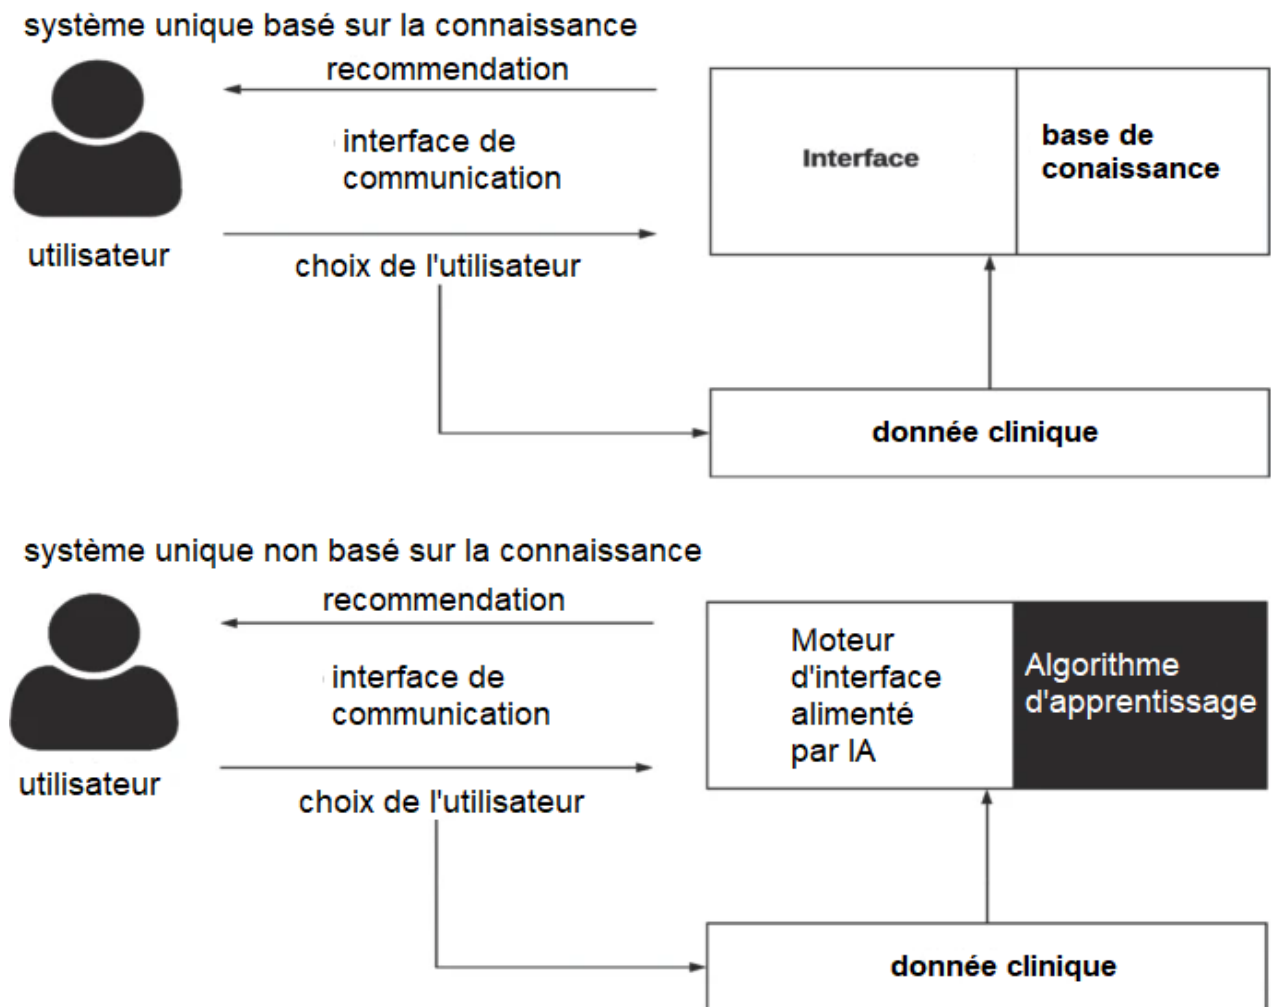 système unique basé sur la connaissance
recommendation
interface de
communication
utilisateur
choix de l'utilisateur
Interface
base de
conaissance
donnée clinique
système unique non basé sur la connaissance
recommendation
interface de
communication
utilisateur
choix de l'utilisateur
Moteur
d'interface
alimenté
par IA
Algorithme
d'apprentissage
donnée clinique